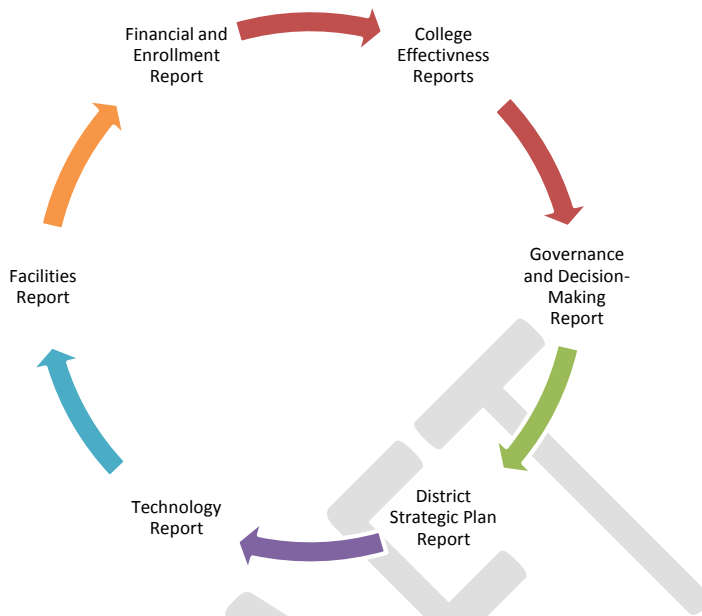 Financial and
Enrollment
Report
College
Effectivness
Reports
Governance
and Decision-
Making
Report
District
Strategic Plan
Report
Technology
Report
Facilities
Report